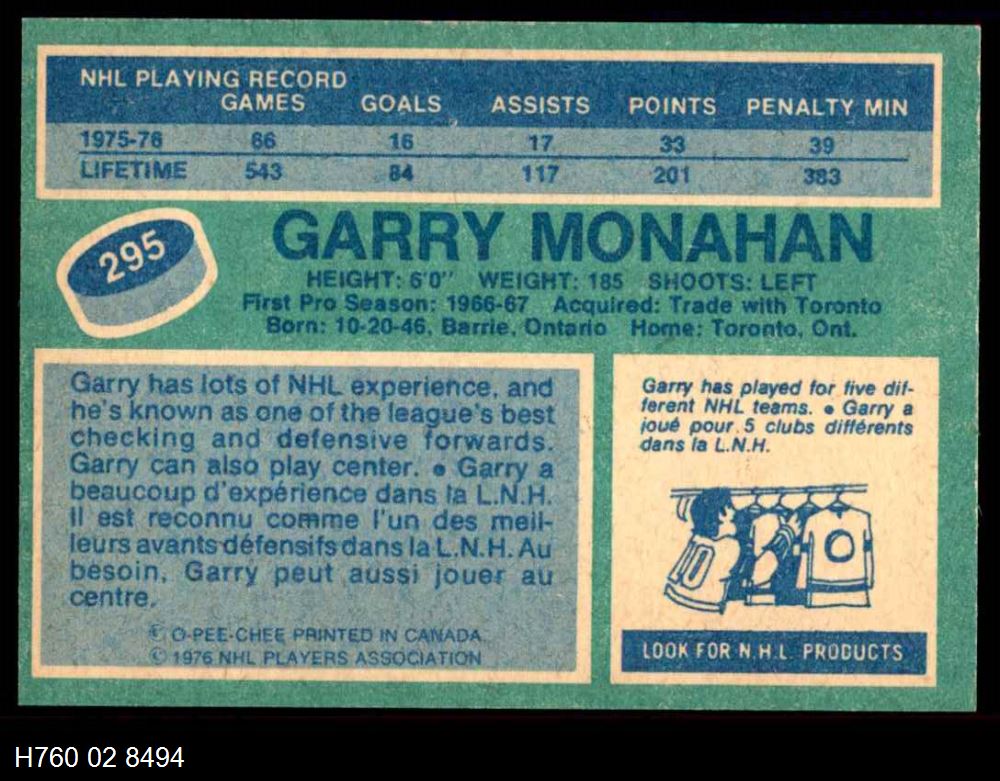 NHL PLAYING RECORD
GAMES GOALS ASSISTS POINTS PENALTY MIN
1975-76 66 16 17 33 39
LIFETIME 543 84 117 201 383
295
GARRY MONAHAN
HEIGHT: 6'0" WEIGHT: 185 SHOOTS: LEFT
First Pro Season: 1966-67 Acquired: Trade with Toronto
Born: 10-20-46, Barrie, Ontario Home: Toronto, Ont.
Garry has lots of NHL experience, and
he's known as one of the league's best
checking and defensive forwards.
Garry can also play center. • Garry a
beaucoup d'expérience dans la L.N.H.
Il est reconnu comme l'un des meil-
leurs avants défensifs dans la L.N.H. Au
besoin, Garry peut aussi jouer au
centre.
© O-PEE-CHEE PRINTED IN CANADA
© 1976 NHL PLAYERS ASSOCIATION
Garry has played for five dif-
ferent NHL teams. • Garry a
joué pour 5 clubs différents
dans la L.N.H.
LOOK FOR N.H.L. PRODUCTS
H760 02 8494